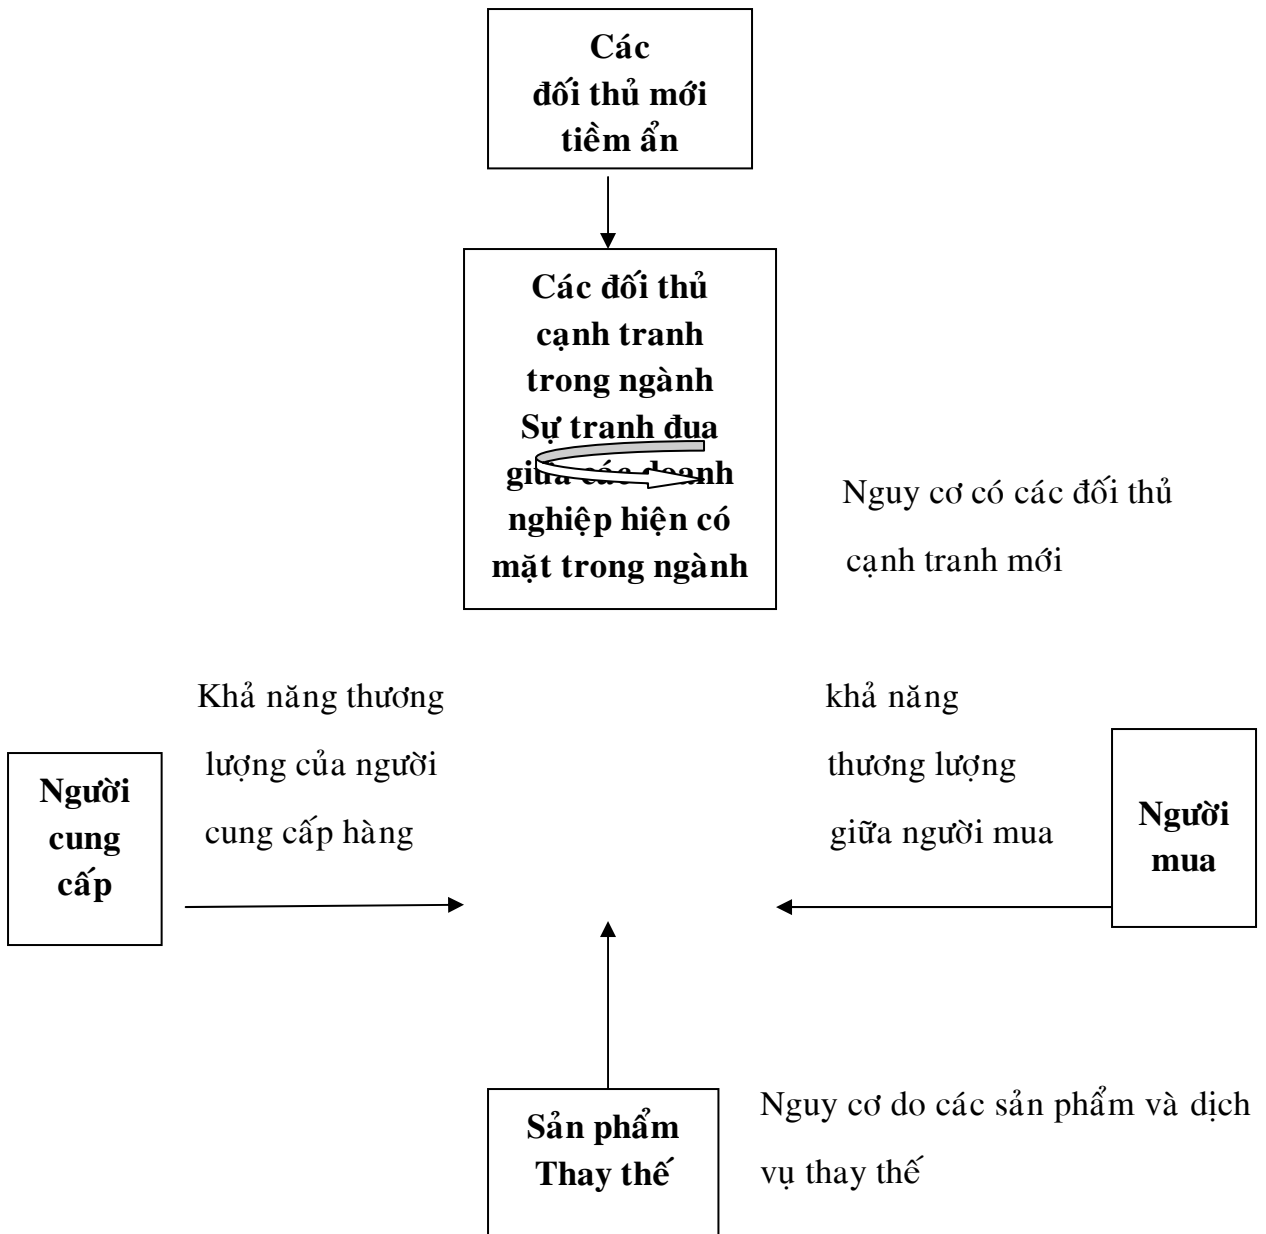 Các
đối thủ mới
tiềm ẩn
Các đối thủ
cạnh tranh
trong ngành
Sự tranh đua
giữa các doanh
nghiệp hiện có
mặt trong ngành
Nguy cơ có các đối thủ
cạnh tranh mới
Khả năng thương
lượng của người
cung cấp hàng
khả năng
thương lượng
giữa người mua
Người
cung
cấp
Người
mua
Sản phẩm
Thay thế
Nguy cơ do các sản phẩm và dịch
vụ thay thế